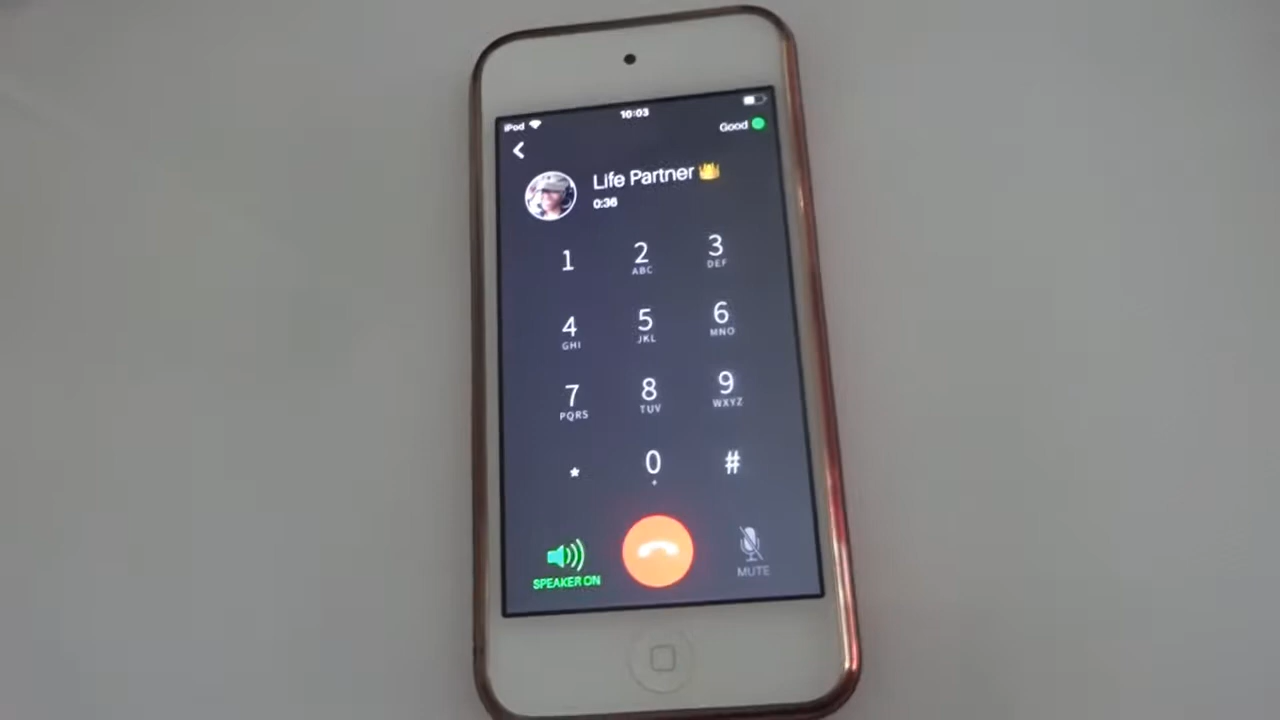 iPod 10:03
Good
Life Partner 👑
0:36
1 2 3
ABC DEF
4 5 6
GHI JKL MNO
7 8 9
PQRS TUV WXYZ
* 0 #
+
SPEAKER ON MUTE